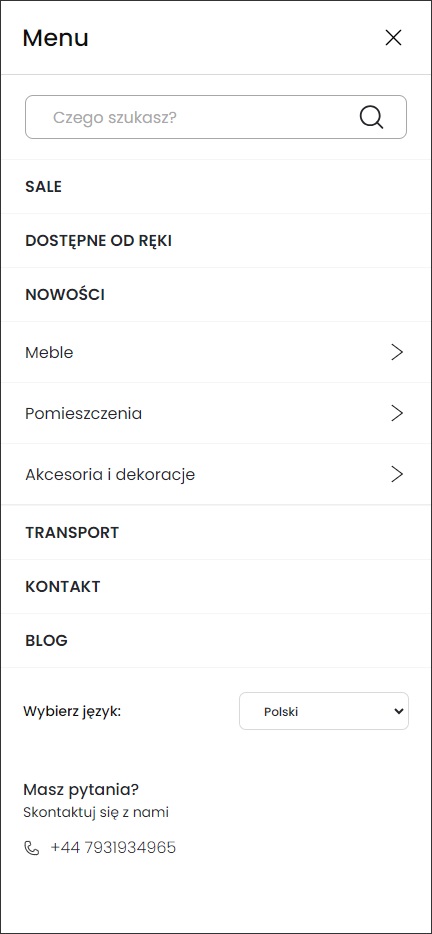 Menu
Czego szukasz?
SALE
DOSTĘPNE OD RĘKI
NOWOŚCI
Meble
Pomieszczenia
Akcesoria i dekoracje
TRANSPORT
KONTAKT
BLOG
Wybierz język: Polski
Masz pytania?
Skontaktuj się z nami
+44 7931934965